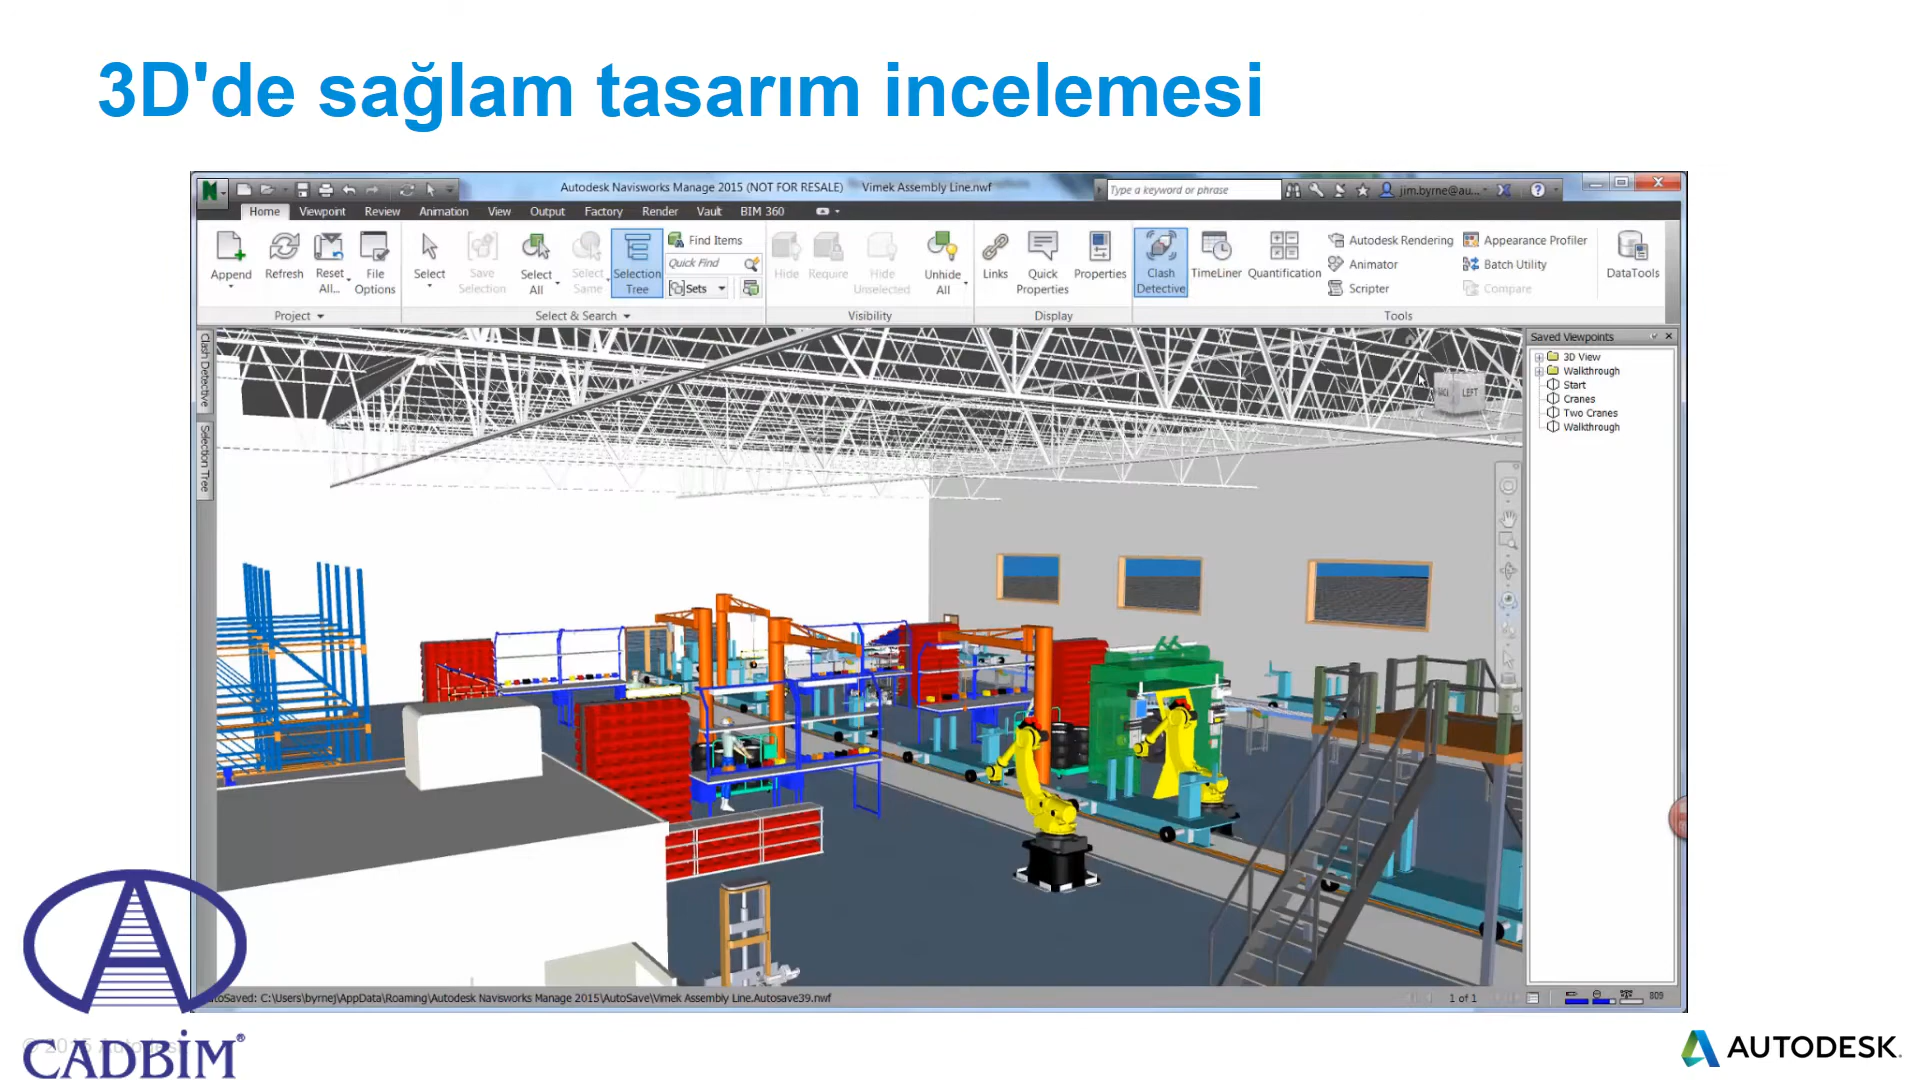 3D'de sağlam tasarım incelemesi
Autodesk Navisworks Manage 2015 (NOT FOR RESALE) Vimek Assembly Line.nwf
Type a keyword or phrase
jim.byrne@au...
Home Viewpoint Review Animation View Output Factory Render Vault BIM 360
Append
Refresh
Reset All...
File Options
Select
Save Selection
Select All
Select Same
Selection Tree
Find Items
Quick Find
Sets
Hide
Require
Hide Unselected
Unhide All
Links
Quick Properties
Properties
Clash Detective
TimeLiner
Quantification
Autodesk Rendering
Animator
Scripter
Appearance Profiler
Batch Utility
Compare
DataTools
Project
Select & Search
Visibility
Display
Tools
Clash Detective
Selection Tree
LEFT
Saved Viewpoints
3D View
Walkthrough
Start
Cranes
Two Cranes
Walkthrough
AutoSaved: C:\Users\byrnej\AppData\Roaming\Autodesk Navisworks Manage 2015\AutoSave\Vimek Assembly Line.Autosave39.nwf
1 of 1
809
CADBİM®
AUTODESK.